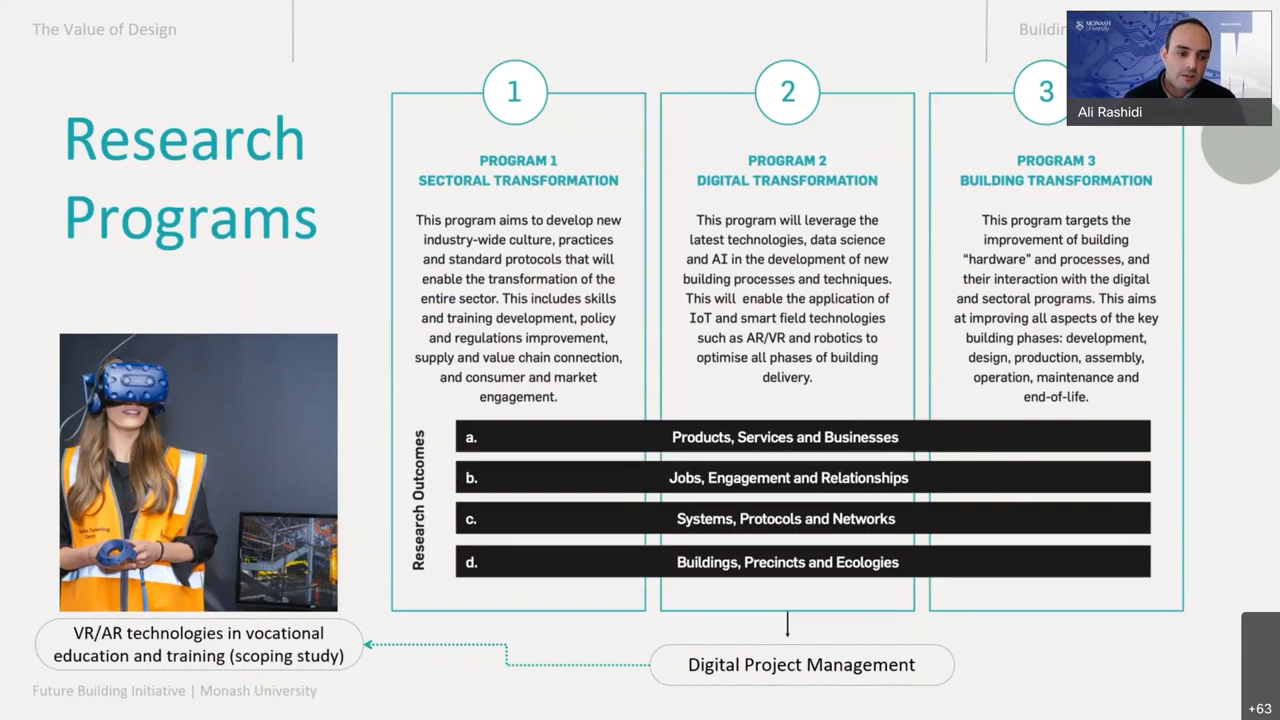 The Value of Design
Buildin
MONASH
University
Ali Rashidi
Research
Programs
1
PROGRAM 1
SECTORAL TRANSFORMATION
This program aims to develop new
industry-wide culture, practices
and standard protocols that will
enable the transformation of the
entire sector. This includes skills
and training development, policy
and regulations improvement,
supply and value chain connection,
and consumer and market
engagement.
2
PROGRAM 2
DIGITAL TRANSFORMATION
This program will leverage the
latest technologies, data science
and AI in the development of new
building processes and techniques.
This will enable the application of
IoT and smart field technologies
such as AR/VR and robotics to
optimise all phases of building
delivery.
3
PROGRAM 3
BUILDING TRANSFORMATION
This program targets the
improvement of building
“hardware” and processes, and
their interaction with the digital
and sectoral programs. This aims
at improving all aspects of the key
building phases: development,
design, production, assembly,
operation, maintenance and
end-of-life.
Research Outcomes
a. Products, Services and Businesses
b. Jobs, Engagement and Relationships
c. Systems, Protocols and Networks
d. Buildings, Precincts and Ecologies
VR/AR technologies in vocational
education and training (scoping study)
Digital Project Management
Future Building Initiative | Monash University
+63